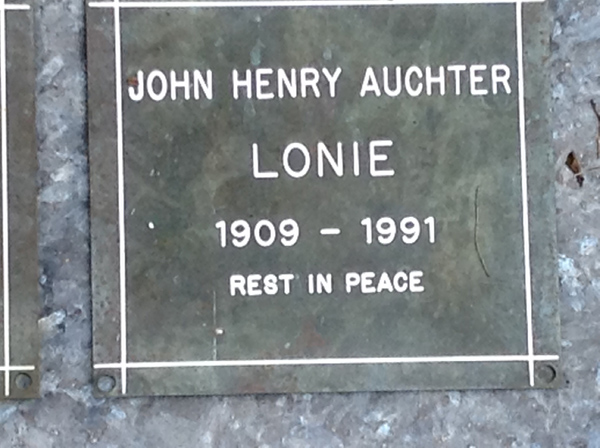 JOHN HENRY AUCHTER
LONIE
1909 - 1991
REST IN PEACE